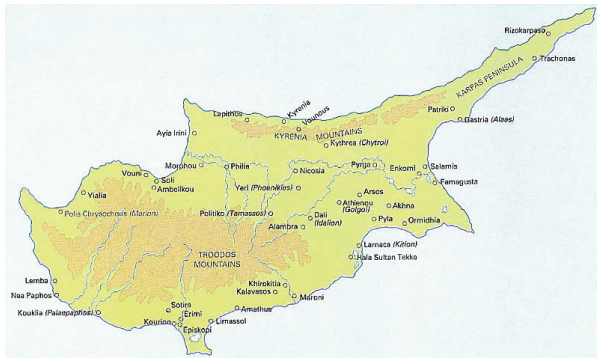 Rizokarpaso
Trachonas
KARPAS PENINSULA
Patriki
Gastria (Alaas)
Lapithos
Kyrenia
Vounous
KYRENIA MOUNTAINS
Ayia Irini
Kythrea (Chytroi)
Morphou
Philia
Nicosia
Pyrga
Enkomi
Salamis
Famagusta
Vouni
Soli
Ambelikou
Yeri (Phoenikies)
Yialia
Arsos
Polis Chrysochous (Marion)
Politiko (Tamassos)
Athienou
(Golgoi)
Akhna
Dali
(Idalion)
Pyla
Ormidhia
Alambra
TROODOS
MOUNTAINS
Larnaca (Kition)
Hala Sultan Tekke
Lemba
Khirokitia
Kalavasos
Nea Paphos
Maroni
Sotira
Amathus
Kouklia (Palaepaphos)
Erimi
Kourion
Limassol
Episkopi